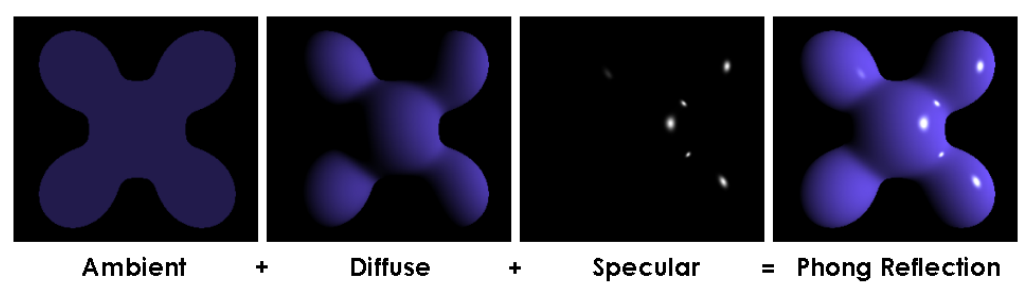 Ambient + Diffuse + Specular = Phong Reflection